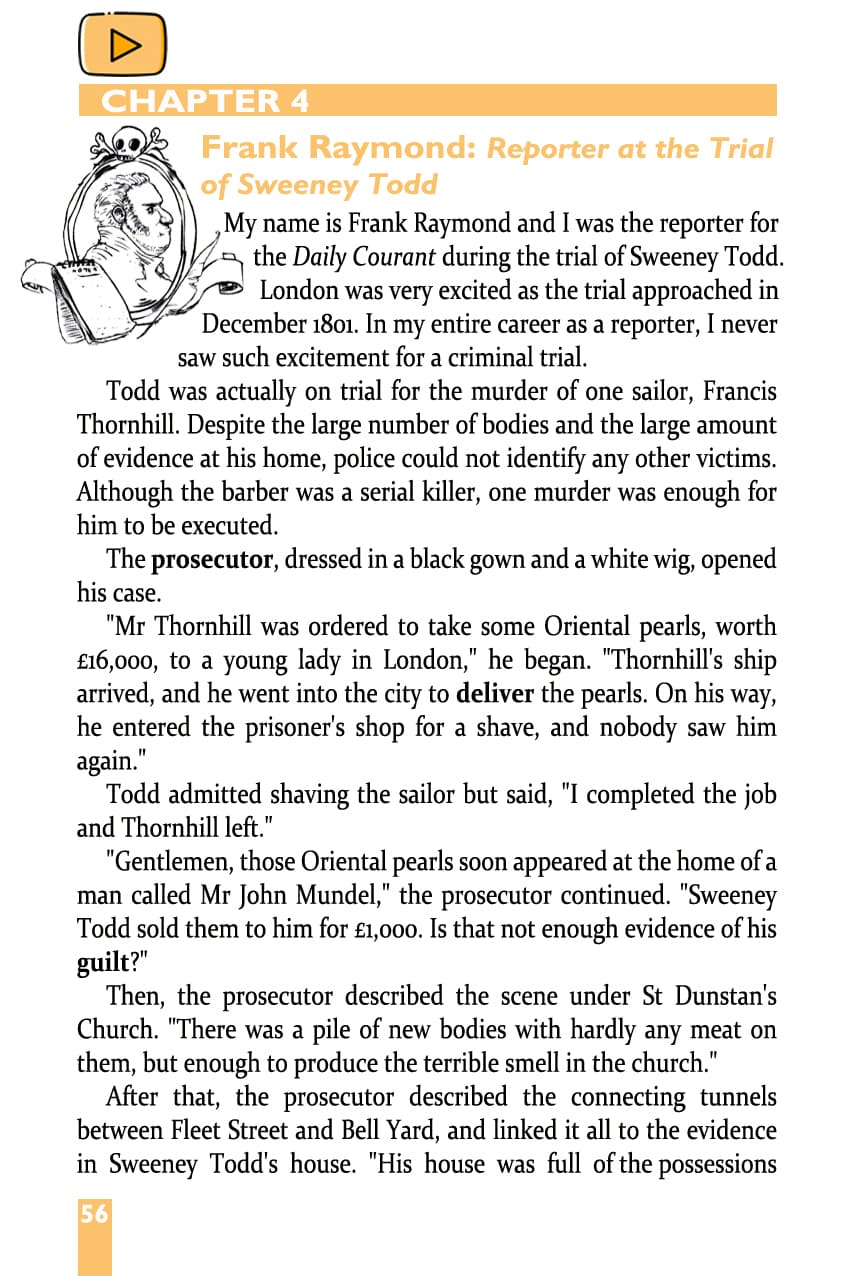 CHAPTER 4
Frank Raymond: Reporter at the Trial
of Sweeney Todd
My name is Frank Raymond and I was the reporter for
the Daily Courant during the trial of Sweeney Todd.
London was very excited as the trial approached in
December 1801. In my entire career as a reporter, I never
saw such excitement for a criminal trial.
Todd was actually on trial for the murder of one sailor, Francis
Thornhill. Despite the large number of bodies and the large amount
of evidence at his home, police could not identify any other victims.
Although the barber was a serial killer, one murder was enough for
him to be executed.
The prosecutor, dressed in a black gown and a white wig, opened
his case.
"Mr Thornhill was ordered to take some Oriental pearls, worth
£16,000, to a young lady in London," he began. "Thornhill's ship
arrived, and he went into the city to deliver the pearls. On his way,
he entered the prisoner's shop for a shave, and nobody saw him
again."
Todd admitted shaving the sailor but said, "I completed the job
and Thornhill left."
"Gentlemen, those Oriental pearls soon appeared at the home of a
man called Mr John Mundel," the prosecutor continued. "Sweeney
Todd sold them to him for £1,000. Is that not enough evidence of his
guilt?"
Then, the prosecutor described the scene under St Dunstan's
Church. "There was a pile of new bodies with hardly any meat on
them, but enough to produce the terrible smell in the church."
After that, the prosecutor described the connecting tunnels
between Fleet Street and Bell Yard, and linked it all to the evidence
in Sweeney Todd's house. "His house was full of the possessions
56